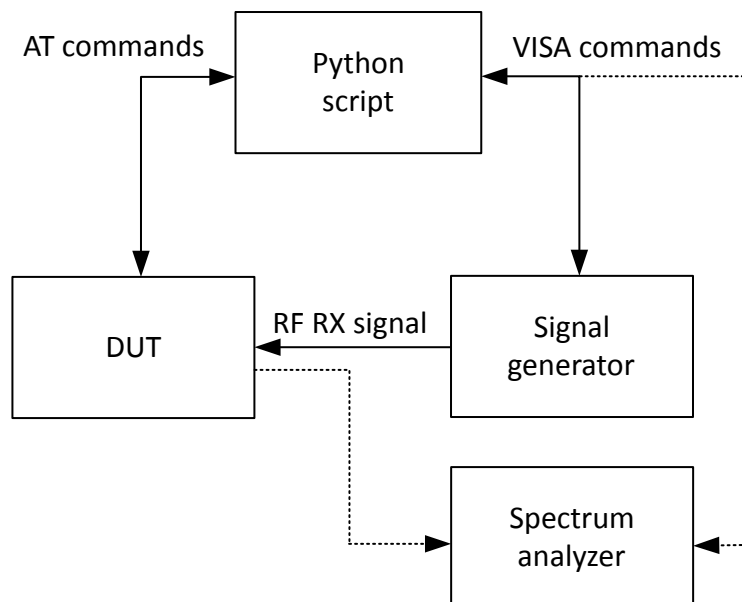 AT commands
Python
script
VISA commands
DUT
RF RX signal
Signal
generator
Spectrum
analyzer